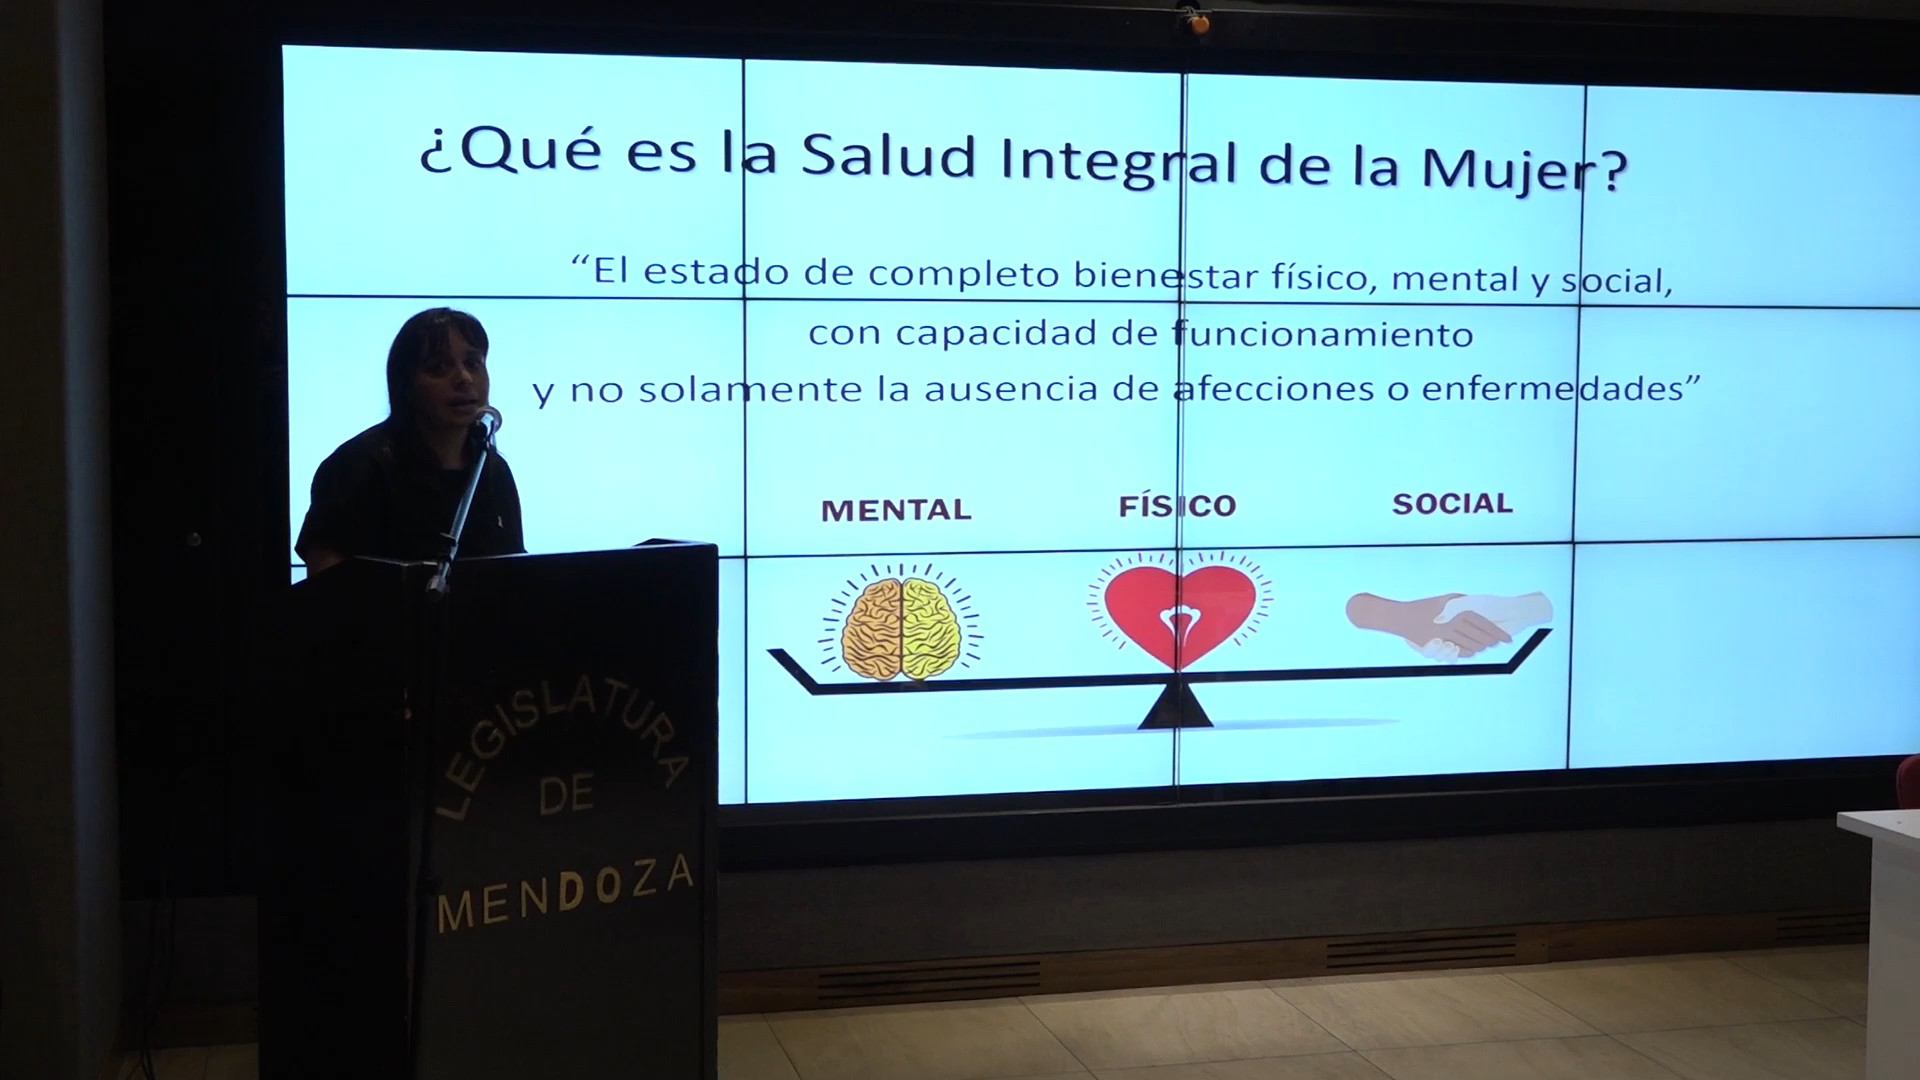 ¿Qué es la Salud Integral de la Mujer?
“El estado de completo bienestar físico, mental y social,
con capacidad de funcionamiento
y no solamente la ausencia de afecciones o enfermedades”
MENTAL
FÍSICO
SOCIAL
LEGISLATURA
DE
MENDOZA